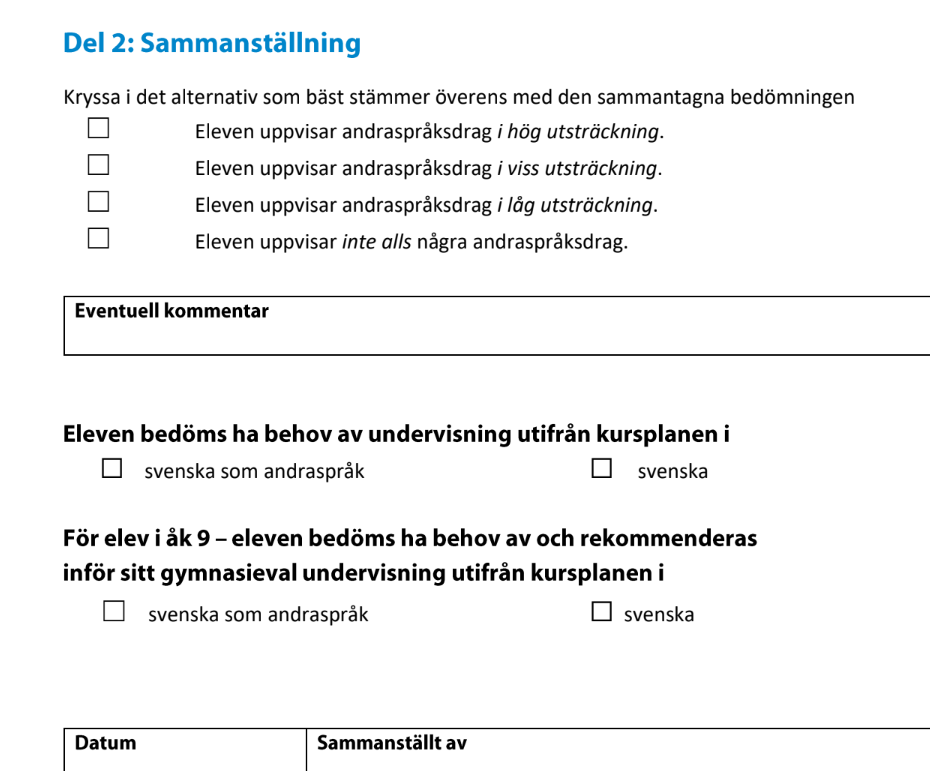 Del 2: Sammanställning
Kryssa i det alternativ som bäst stämmer överens med den sammantagna bedömningen
Eleven uppvisar andraspråksdrag i hög utsträckning.
Eleven uppvisar andraspråksdrag i viss utsträckning.
Eleven uppvisar andraspråksdrag i låg utsträckning.
Eleven uppvisar inte alls några andraspråksdrag.
Eventuell kommentar
Eleven bedöms ha behov av undervisning utifrån kursplanen i
svenska som andraspråk svenska
För elev i åk 9 – eleven bedöms ha behov av och rekommenderas
inför sitt gymnasieval undervisning utifrån kursplanen i
svenska som andraspråk svenska
Datum Sammanställt av